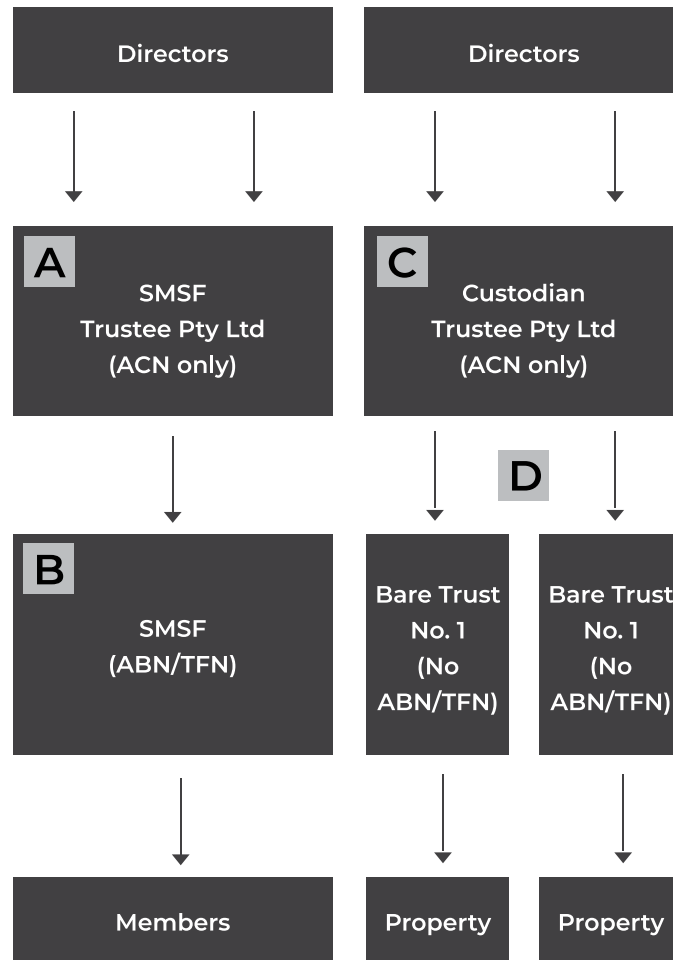 Directors
Directors
A
SMSF
Trustee Pty Ltd
(ACN only)
C
Custodian
Trustee Pty Ltd
(ACN only)
D
B
SMSF
(ABN/TFN)
Bare Trust
No. 1
(No
ABN/TFN)
Bare Trust
No. 1
(No
ABN/TFN)
Members
Property
Property